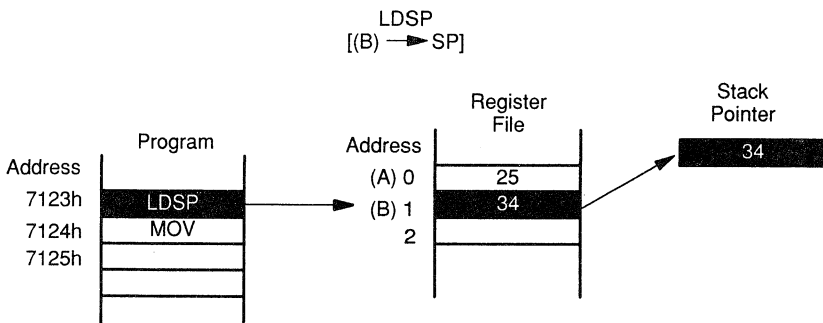 LDSP
[(B) → SP]
Program
Address
7123h LDSP
7124h MOV
7125h
Register
File
Address
(A) 0 25
(B) 1 34
2
Stack
Pointer
34